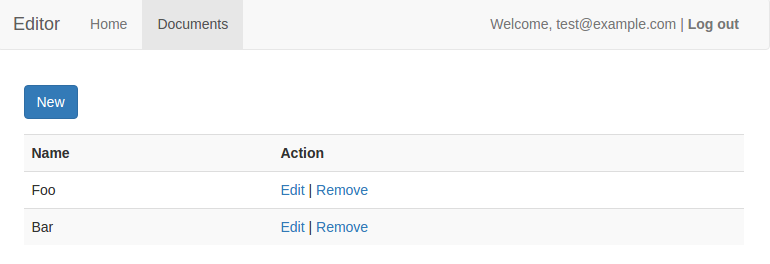 Editor Home Documents Welcome, test@example.com | Log out
New
Name Action
Foo Edit | Remove
Bar Edit | Remove